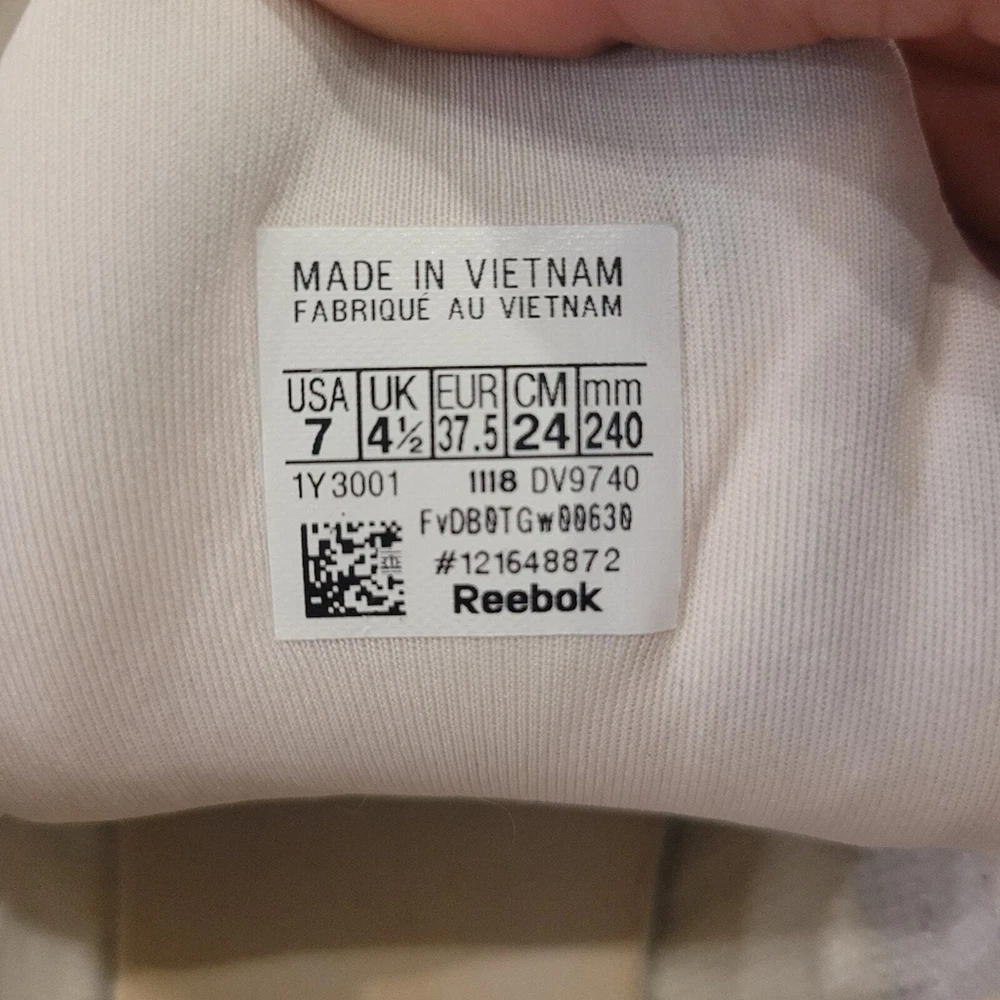 MADE IN VIETNAM
FABRIQUÉ AU VIETNAM
USA UK EUR CM mm
7 4½ 37.5 24 240
1Y3001 1118 DV9740
FvDB0TGw00630
#121648872
Reebok